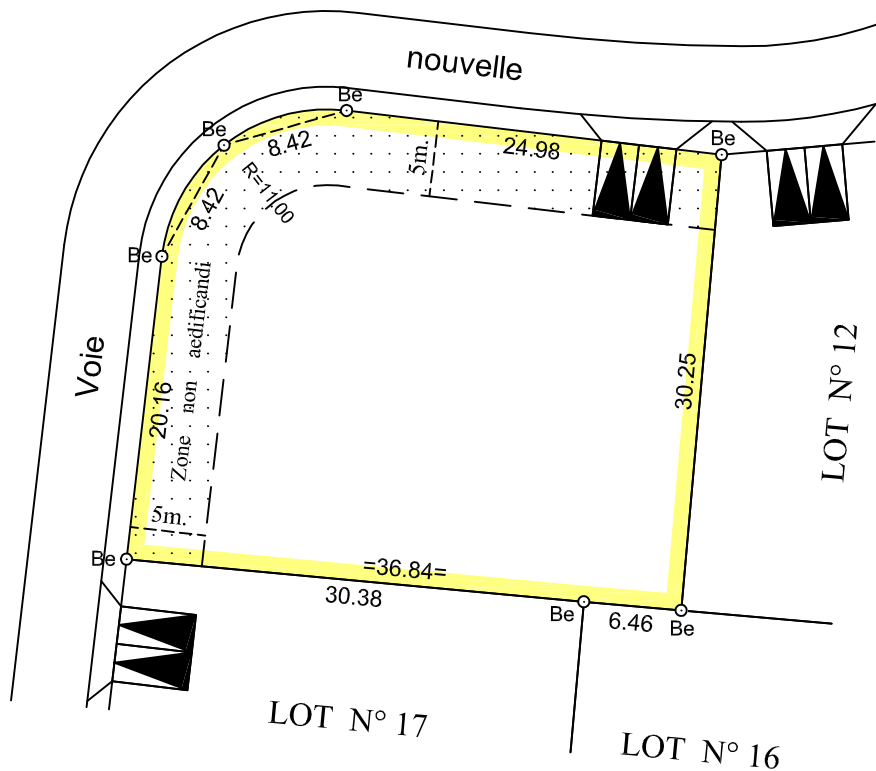 nouvelle
Be
Be
Be
8.42
24.98
5m.
R=11.00
8.42
Be
Voie
20.16
Zone non aedificandi
30.25
LOT N° 12
5m.
Be
=36.84=
30.38
Be
6.46
Be
LOT N° 17
LOT N° 16